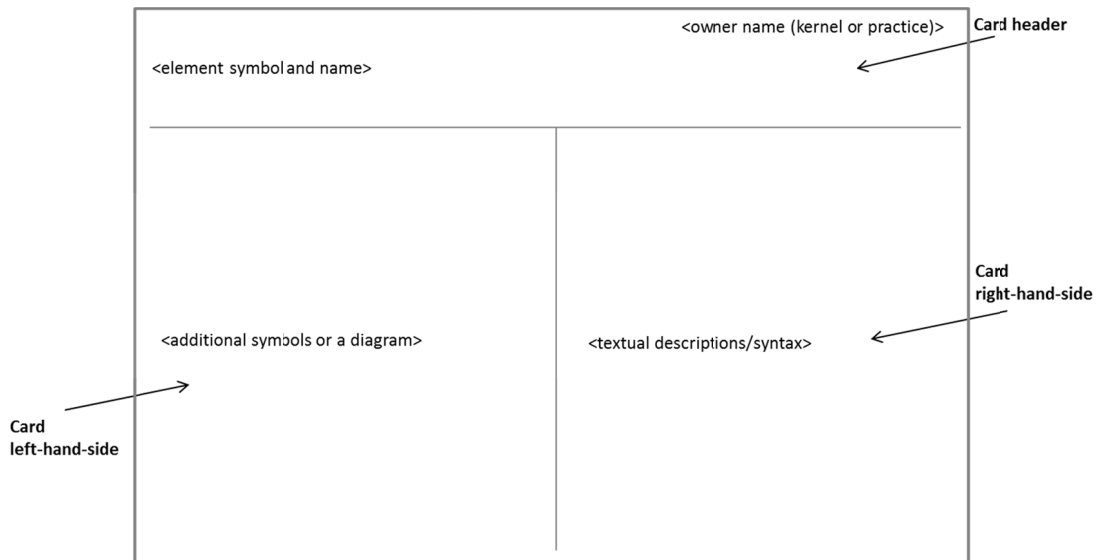 <owner name (kernel or practice)>
Card header
<element symbol and name>
Card
right-hand-side
<additional symbols or a diagram>
<textual descriptions/syntax>
Card
left-hand-side